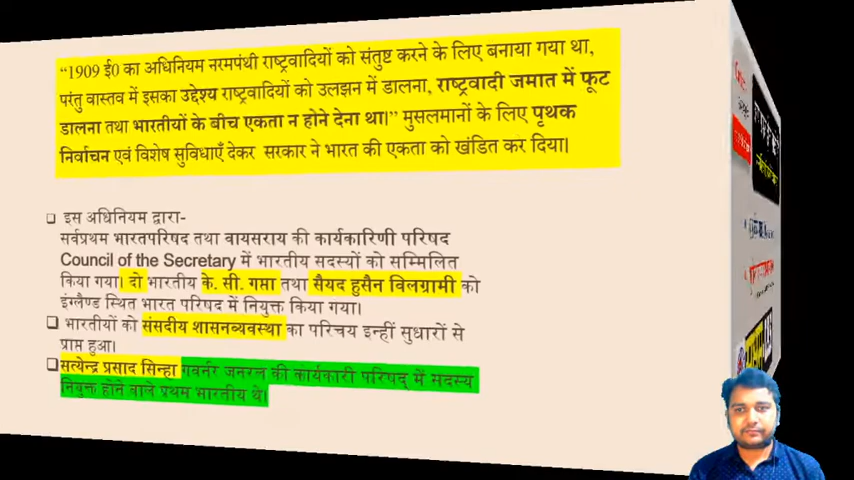 “1909 ई0 का अधिनियम नरमपंथी राष्ट्रवादियों को संतुष्ट करने के लिए बनाया गया था,
परंतु वास्तव में इसका उद्देश्य राष्ट्रवादियों को उलझन में डालना, राष्ट्रवादी जमात में फूट
डालना तथा भारतीयों के बीच एकता न होने देना था।” मुसलमानों के लिए पृथक
निर्वाचन एवं विशेष सुविधाएँ देकर सरकार ने भारत की एकता को खंडित कर दिया।
इस अधिनियम द्वारा-
सर्वप्रथम भारतपरिषद तथा वायसराय की कार्यकारिणी परिषद
Council of the Secretary में भारतीय सदस्यों को सम्मिलित
किया गया। दो भारतीय के. सी. गप्ता तथा सैयद हुसैन विलग्रामी को
इंग्लैण्ड स्थित भारत परिषद में नियुक्त किया गया।
भारतीयों को संसदीय शासनव्यवस्था का परिचय इन्हीं सुधारों से
प्राप्त हुआ।
सत्येन्द्र प्रसाद सिन्हा गवर्नर जनरल की कार्यकारी परिषद् में सदस्य
नियुक्त होने वाले प्रथम भारतीय थे।